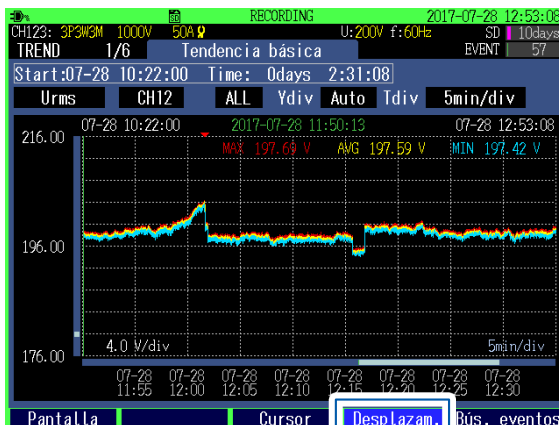 RECORDING 2017-07-28 12:53:08
CH123: 3P3W3M 1000V 50A U:200V f:60Hz SD 10days
TREND 1/6 Tendencia básica EVENT 57
Start:07-28 10:22:00 Time: 0days 2:31:08
Urms CH12 ALL Ydiv Auto Tdiv 5min/div
07-28 10:22:00 2017-07-28 11:50:13 07-28 12:53:08
216.00
MAX 197.69 V AVG 197.59 V MIN 197.42 V
196.00
4.0 V/div 5min/div
176.00
07-28 07-28 07-28 07-28 07-28 07-28 07-28 07-28
11:55 12:00 12:05 12:10 12:15 12:20 12:25 12:30
Pantalla Cursor Desplazam. Bús. eventos